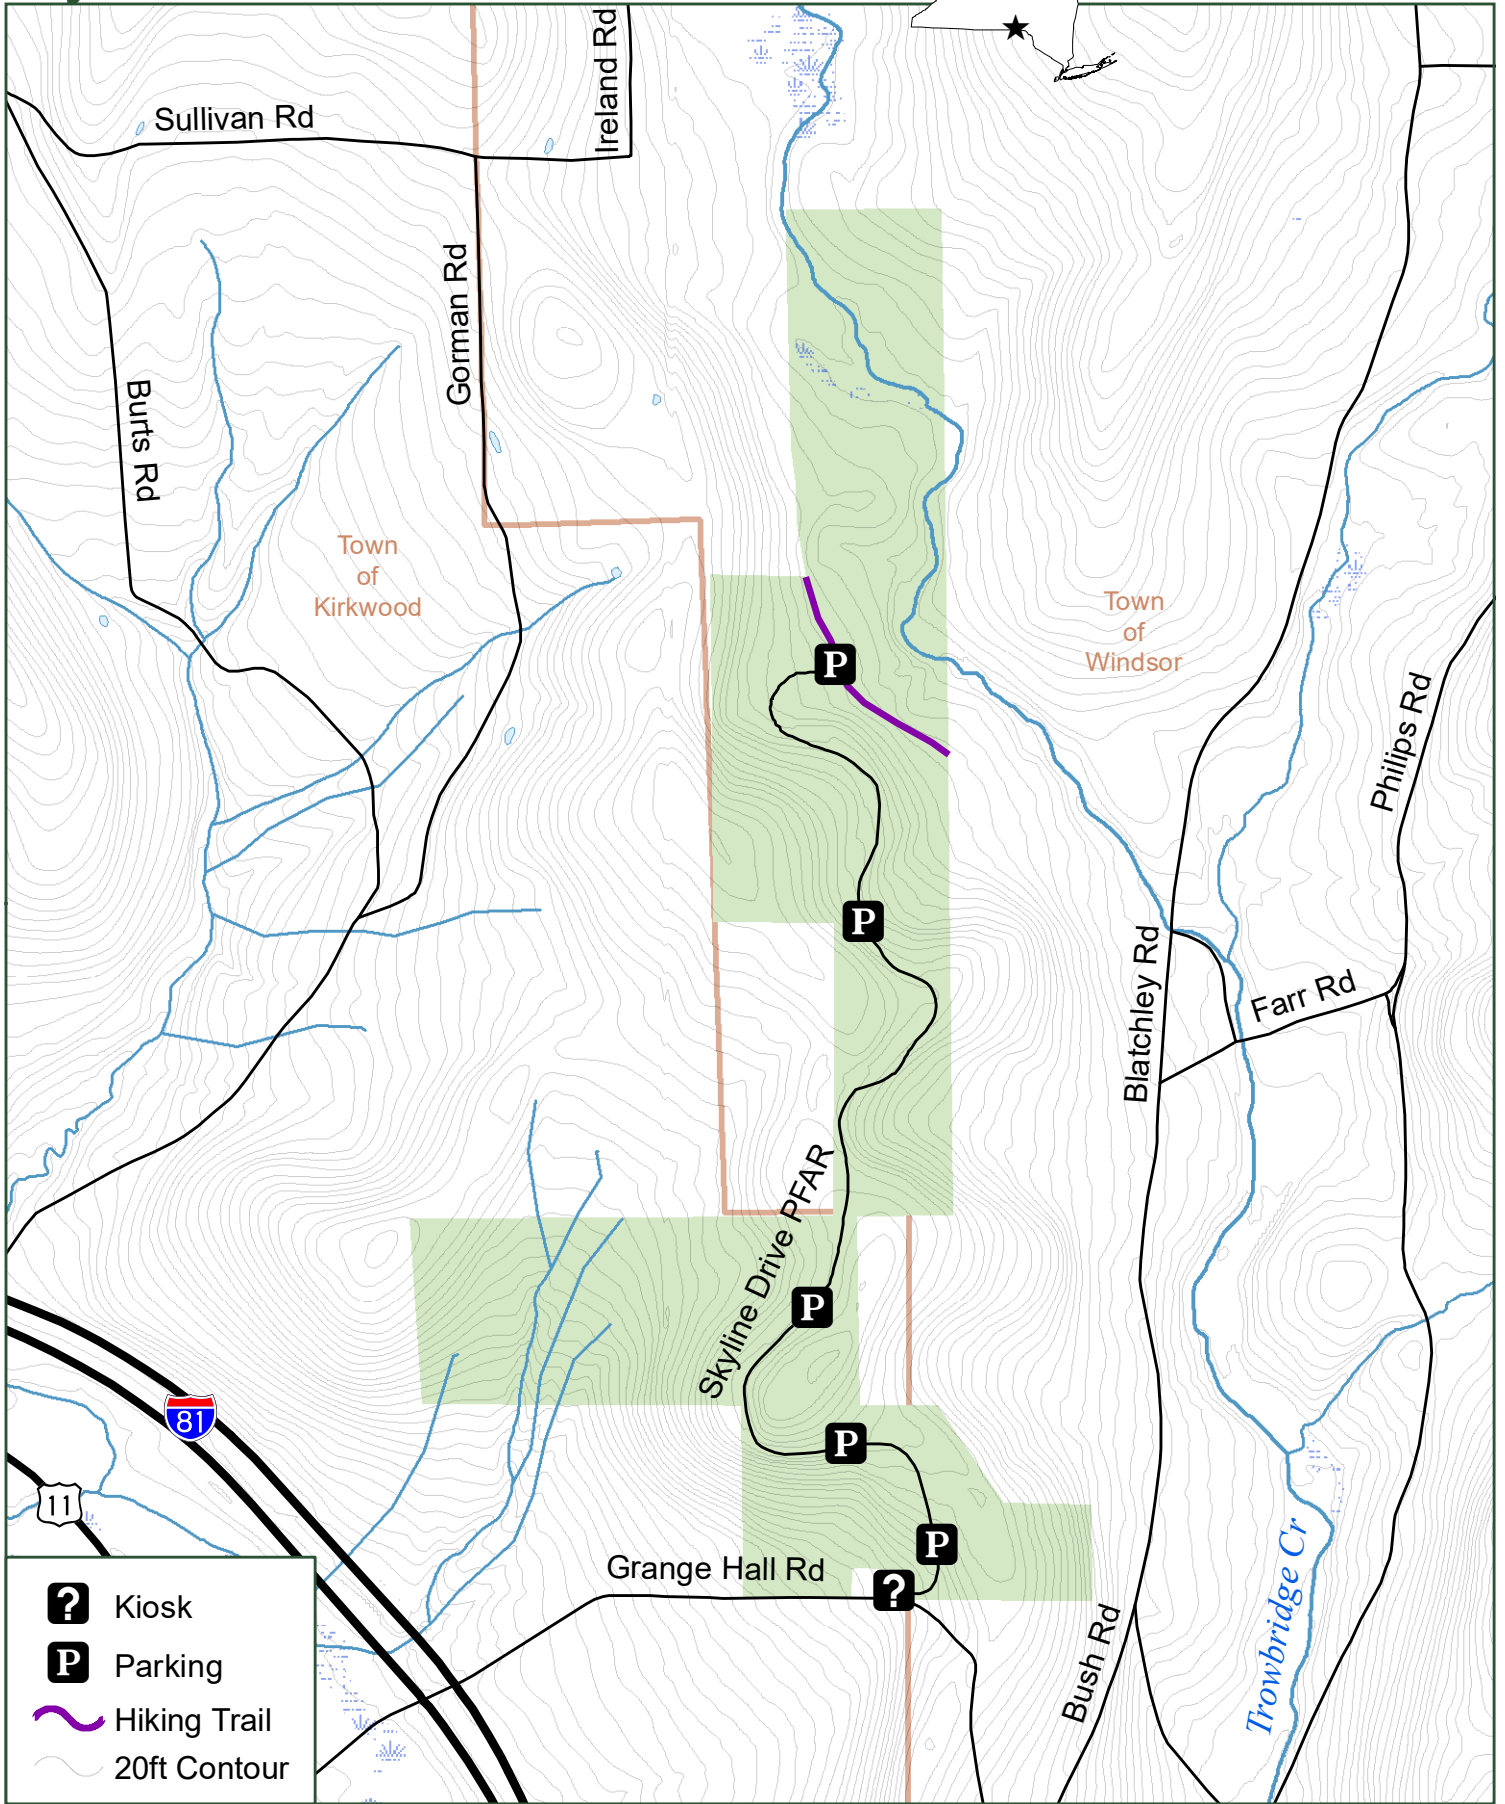 Sullivan Rd
Ireland Rd
Gorman Rd
Burts Rd
Town
of
Kirkwood
Town
of
Windsor
Philips Rd
P
P
Blatchley Rd
Farr Rd
Skyline Drive PFAR
P
81
P
11
P
Grange Hall Rd
?
Bush Rd
Trowbridge Cr
? Kiosk
P Parking
Hiking Trail
20ft Contour